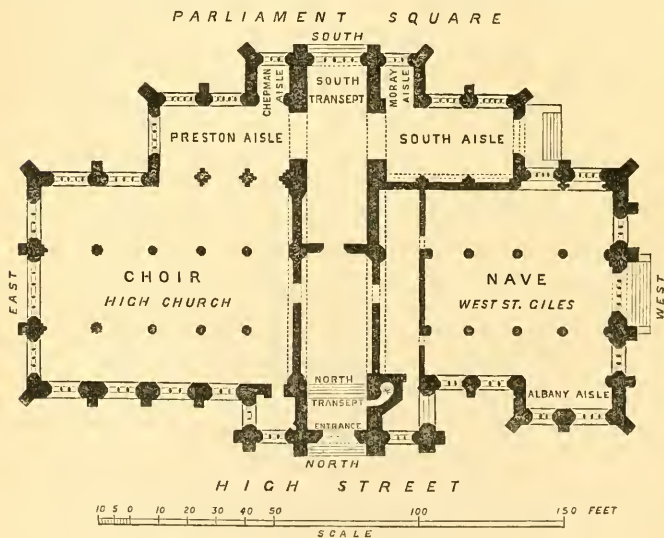 PARLIAMENT SQUARE
SOUTH
CHEPMAN AISLE
SOUTH TRANSEPT
MORAY AISLE
PRESTON AISLE
SOUTH AISLE
EAST
CHOIR
HIGH CHURCH
NAVE
WEST ST. GILES
WEST
NORTH
TRANSEPT
ENTRANCE
NORTH
ALBANY AISLE
HIGH STREET
10 5 0 10 20 30 40 50 100 150 FEET
SCALE